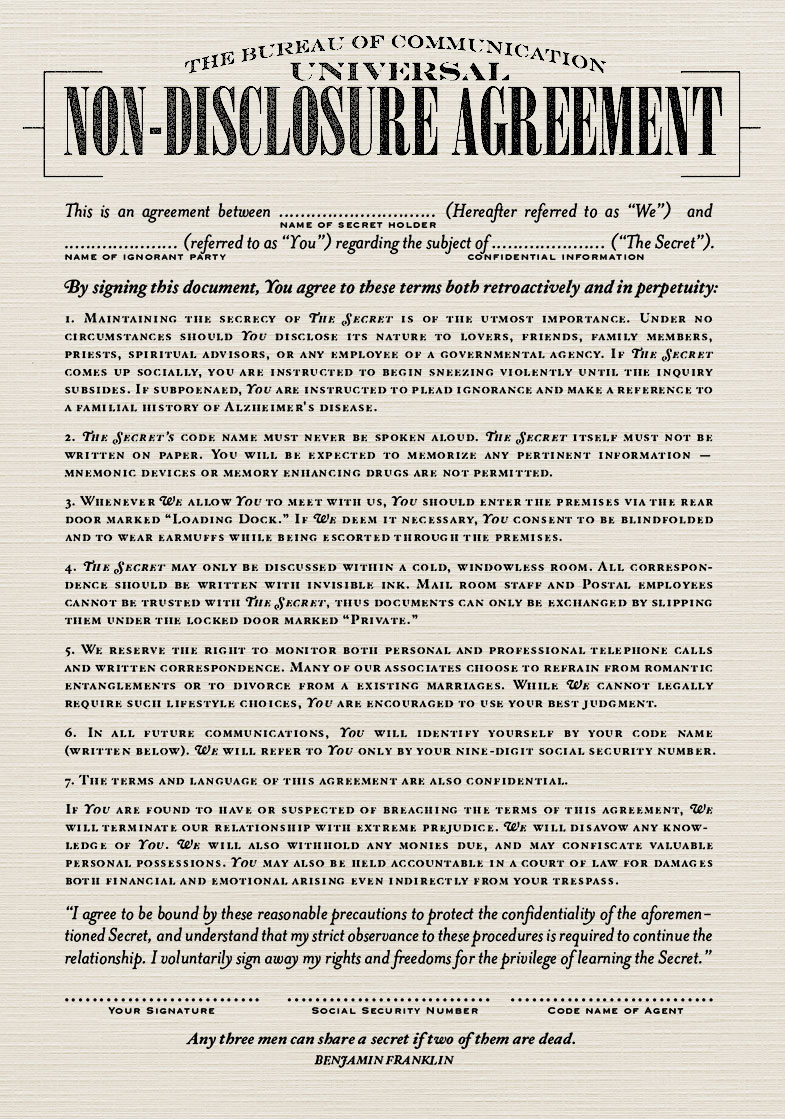 THE BUREAU OF COMMUNICATION
UNIVERSAL
NON-DISCLOSURE AGREEMENT
This is an agreement between ............................. (Hereafter referred to as “We”) and
NAME OF SECRET HOLDER
..................... (referred to as “You”) regarding the subject of..................... (“The Secret”).
NAME OF IGNORANT PARTY CONFIDENTIAL INFORMATION
By signing this document, You agree to these terms both retroactively and in perpetuity:
1. Maintaining the secrecy of The Secret is of the utmost importance. Under no
circumstances should You disclose its nature to lovers, friends, family members,
priests, spiritual advisors, or any employee of a governmental agency. If The Secret
comes up socially, you are instructed to begin sneezing violently until the inquiry
subsides. If subpoenaed, You are instructed to plead ignorance and make a reference to
a familial history of Alzheimer's disease.
2. The Secret’s code name must never be spoken aloud. The Secret itself must not be
written on paper. You will be expected to memorize any pertinent information —
mnemonic devices or memory enhancing drugs are not permitted.
3. Whenever We allow You to meet with us, You should enter the premises via the rear
door marked “Loading Dock.” If We deem it necessary, You consent to be blindfolded
and to wear earmuffs while being escorted through the premises.
4. The Secret may only be discussed within a cold, windowless room. All correspon-
dence should be written with invisible ink. Mail room staff and Postal employees
cannot be trusted with The Secret, thus documents can only be exchanged by slipping
them under the locked door marked “Private.”
5. We reserve the right to monitor both personal and professional telephone calls
and written correspondence. Many of our associates choose to refrain from romantic
entanglements or to divorce from a existing marriages. While We cannot legally
require such lifestyle choices, You are encouraged to use your best judgment.
6. In all future communications, You will identify yourself by your code name
(written below). We will refer to You only by your nine-digit social security number.
7. The terms and language of this agreement are also confidential.
If You are found to have or suspected of breaching the terms of this agreement, We
will terminate our relationship with extreme prejudice. We will disavow any know-
ledge of You. We will also withhold any monies due, and may confiscate valuable
personal possessions. You may also be held accountable in a court of law for damages
both financial and emotional arising even indirectly from your trespass.
“I agree to be bound by these reasonable precautions to protect the confidentiality of the aforemen-
tioned Secret, and understand that my strict observance to these procedures is required to continue the
relationship. I voluntarily sign away my rights and freedoms for the privilege of learning the Secret.”
Your Signature Social Security Number Code name of Agent
Any three men can share a secret if two of them are dead.
BENJAMIN FRANKLIN